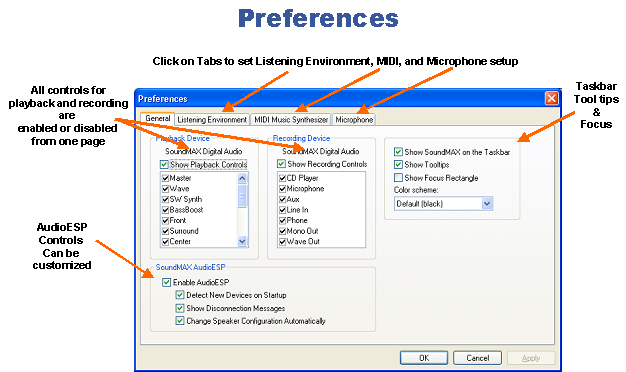 Preferences
Click on Tabs to set Listening Environment, MIDI, and Microphone setup
All controls for
playback and recording
are
enabled or disabled
from one page
Taskbar
Tool tips
&
Focus
AudioESP
Controls
Can be
customized
Preferences
General
Listening Environment
MIDI Music Synthesizer
Microphone
Playback Device
SoundMAX Digital Audio
Show Playback Controls
Master
Wave
SW Synth
BassBoost
Front
Surround
Center
Recording Device
SoundMAX Digital Audio
Show Recording Controls
CD Player
Microphone
Aux
Line In
Phone
Mono Out
Wave Out
Show SoundMAX on the Taskbar
Show Tooltips
Show Focus Rectangle
Color scheme:
Default (black)
SoundMAX AudioESP
Enable AudioESP
Detect New Devices on Startup
Show Disconnection Messages
Change Speaker Configuration Automatically
OK
Cancel
Apply